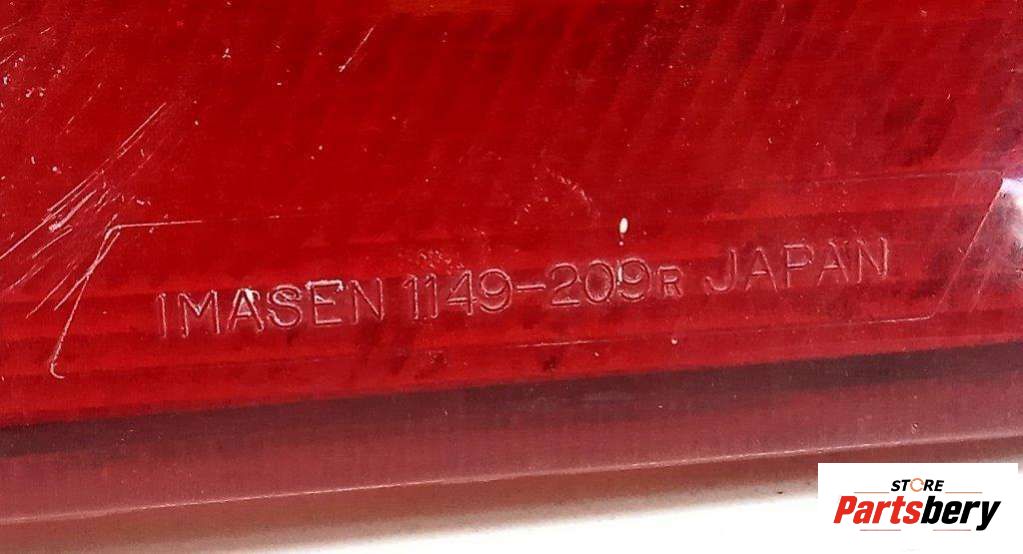 IMASEN 1149-209R JAPAN
STORE
Partsbery